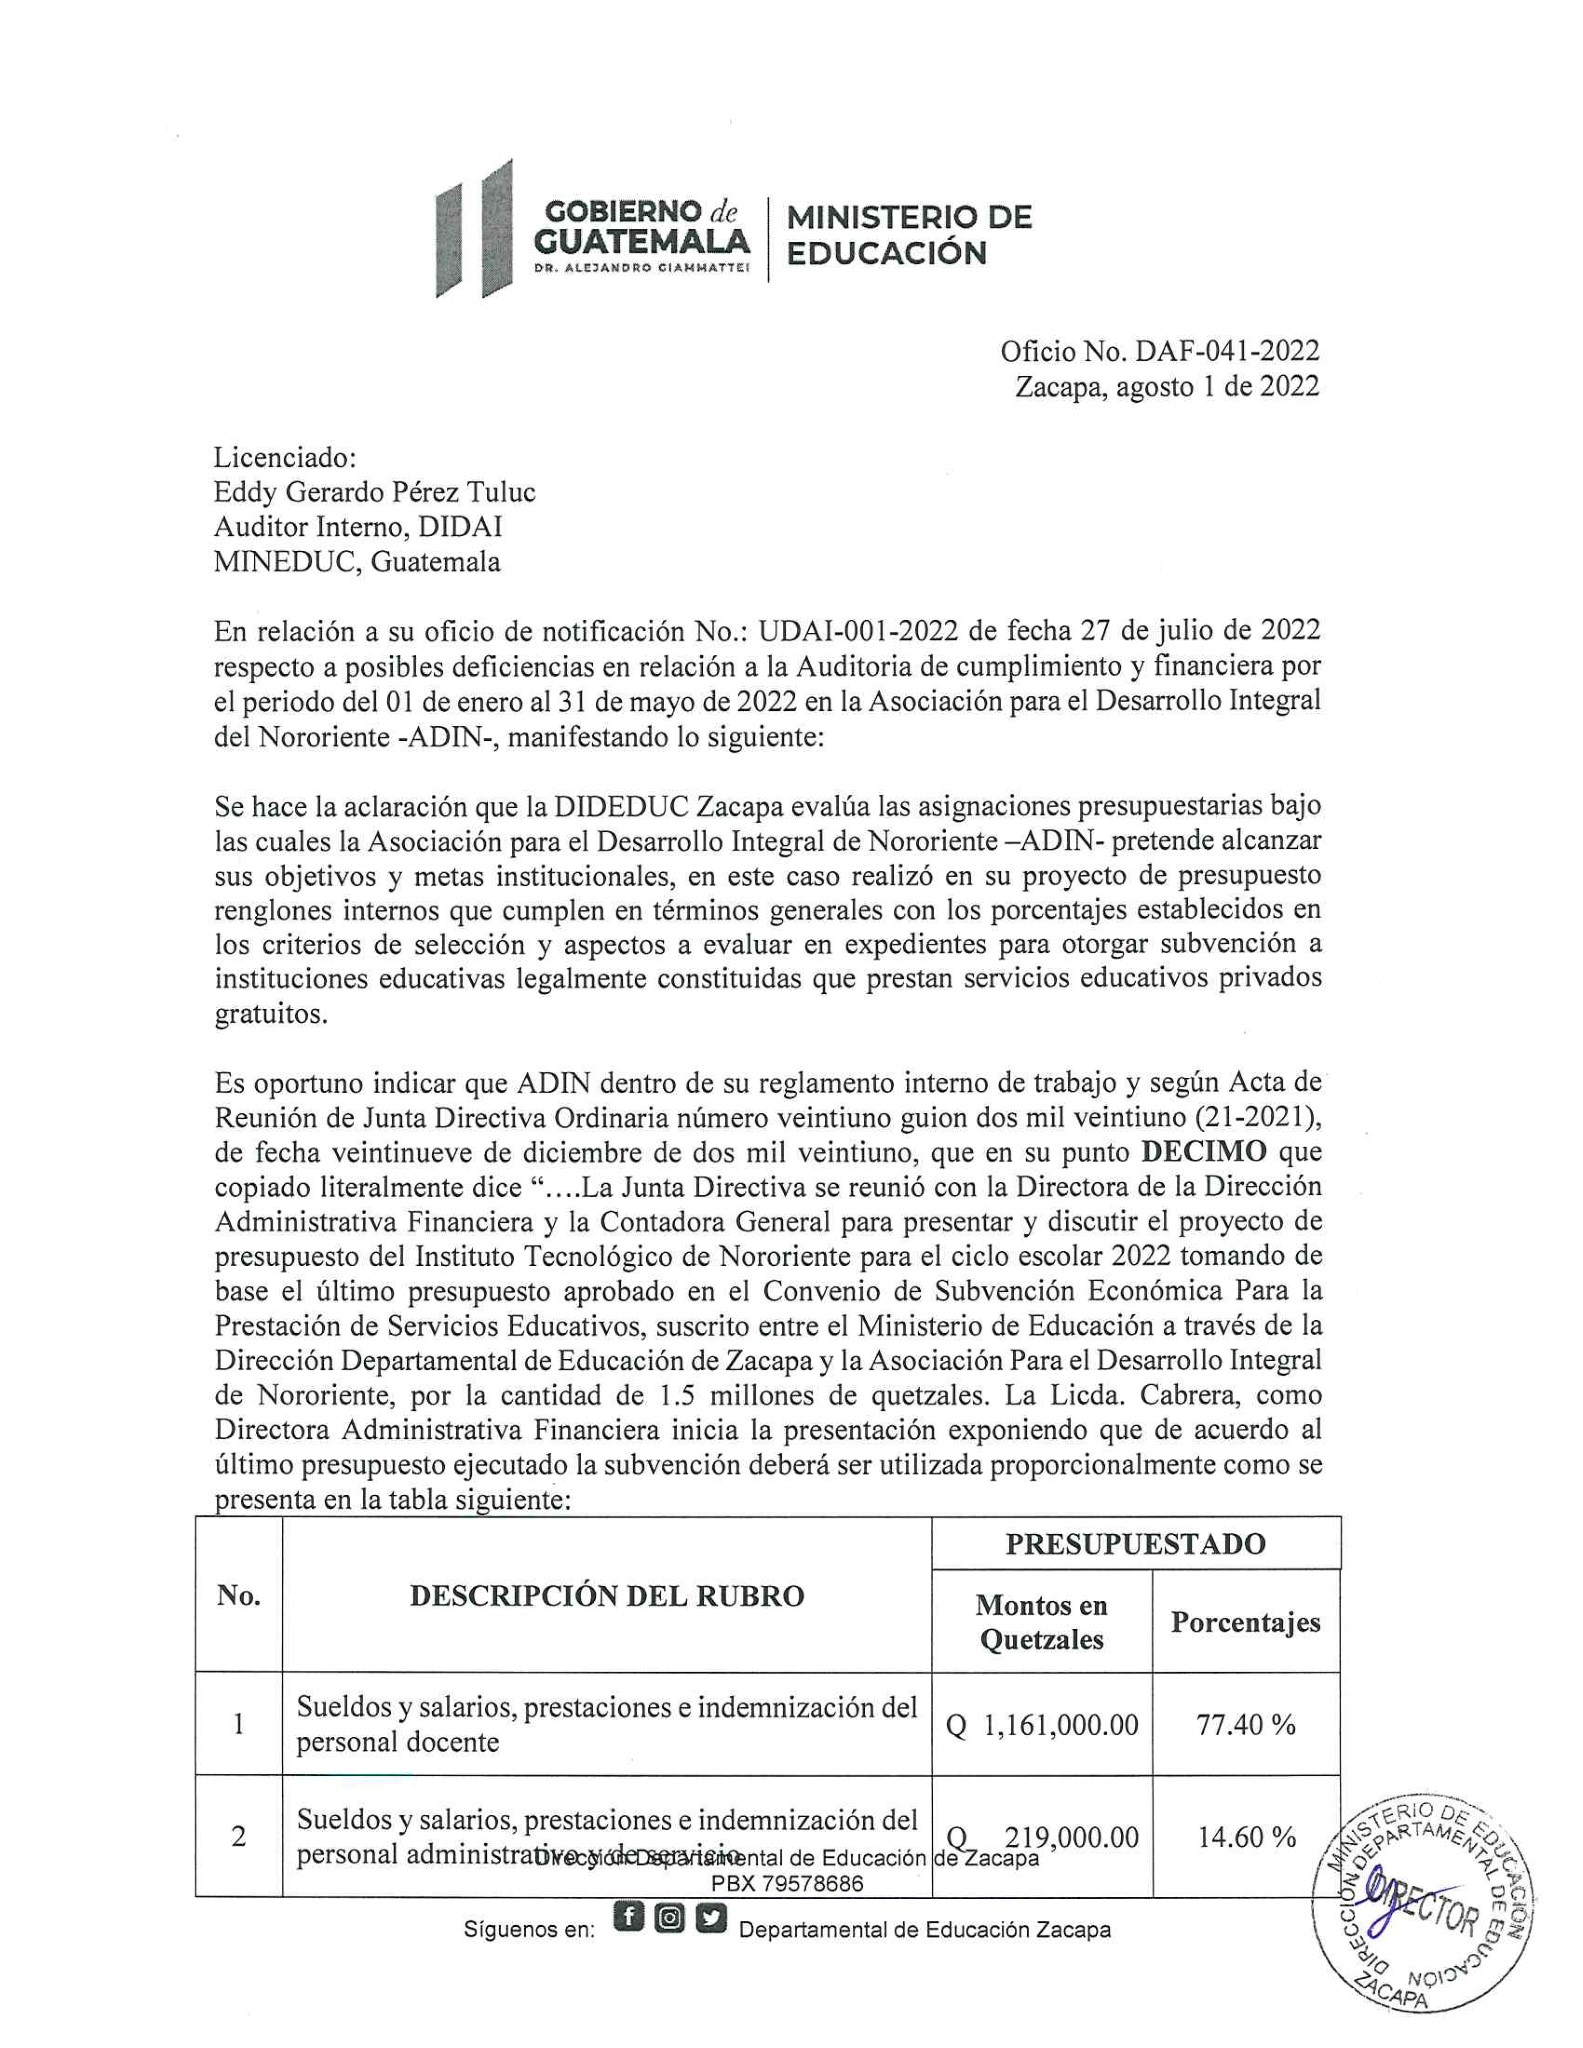 GOBIERNO de
GUATEMALA
DR. ALEJANDRO GIAMMATTEI
MINISTERIO DE
EDUCACIÓN
Oficio No. DAF-041-2022
Zacapa, agosto 1 de 2022
Licenciado:
Eddy Gerardo Pérez Tuluc
Auditor Interno, DIDAI
MINEDUC, Guatemala
En relación a su oficio de notificación No.: UDAI-001-2022 de fecha 27 de julio de 2022
respecto a posibles deficiencias en relación a la Auditoria de cumplimiento y financiera por
el periodo del 01 de enero al 31 de mayo de 2022 en la Asociación para el Desarrollo Integral
del Nororiente -ADIN-, manifestando lo siguiente:
Se hace la aclaración que la DIDEDUC Zacapa evalúa las asignaciones presupuestarias bajo
las cuales la Asociación para el Desarrollo Integral de Nororiente –ADIN- pretende alcanzar
sus objetivos y metas institucionales, en este caso realizó en su proyecto de presupuesto
renglones internos que cumplen en términos generales con los porcentajes establecidos en
los criterios de selección y aspectos a evaluar en expedientes para otorgar subvención a
instituciones educativas legalmente constituidas que prestan servicios educativos privados
gratuitos.
Es oportuno indicar que ADIN dentro de su reglamento interno de trabajo y según Acta de
Reunión de Junta Directiva Ordinaria número veintiuno guion dos mil veintiuno (21-2021),
de fecha veintinueve de diciembre de dos mil veintiuno, que en su punto DECIMO que
copiado literalmente dice “….La Junta Directiva se reunió con la Directora de la Dirección
Administrativa Financiera y la Contadora General para presentar y discutir el proyecto de
presupuesto del Instituto Tecnológico de Nororiente para el ciclo escolar 2022 tomando de
base el último presupuesto aprobado en el Convenio de Subvención Económica Para la
Prestación de Servicios Educativos, suscrito entre el Ministerio de Educación a través de la
Dirección Departamental de Educación de Zacapa y la Asociación Para el Desarrollo Integral
de Nororiente, por la cantidad de 1.5 millones de quetzales. La Licda. Cabrera, como
Directora Administrativa Financiera inicia la presentación exponiendo que de acuerdo al
último presupuesto ejecutado la subvención deberá ser utilizada proporcionalmente como se
presenta en la tabla siguiente:
No.
DESCRIPCIÓN DEL RUBRO
PRESUPUESTADO
Montos en
Quetzales
Porcentajes
1
Sueldos y salarios, prestaciones e indemnización del
personal docente
Q 1,161,000.00
77.40 %
2
Sueldos y salarios, prestaciones e indemnización del
personal administrativo y de servicio
Q 219,000.00
14.60 %
Dirección Departamental de Educación de Zacapa
PBX 79578686
Síguenos en:
Departamental de Educación Zacapa
MINISTERIO DE EDUCACIÓN
DIRECCIÓN DEPARTAMENTAL DE EDUCACIÓN
DIRECTOR
ZACAPA